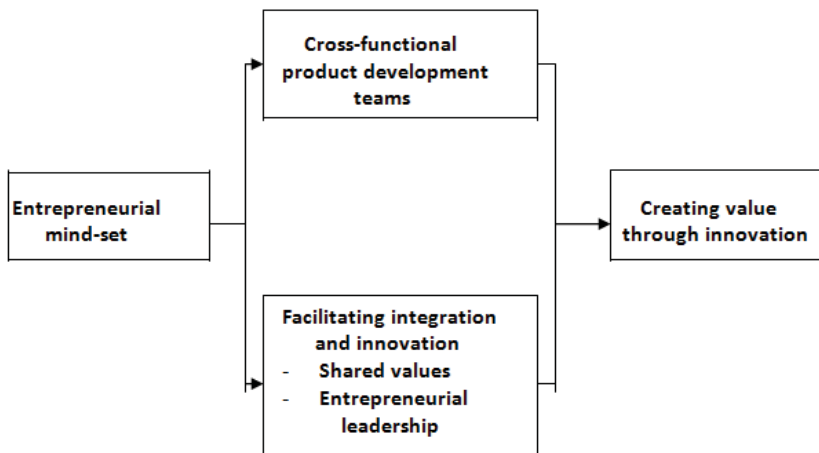 Cross-functional
product development
teams
Entrepreneurial
mind-set
Creating value
through innovation
Facilitating integration
and innovation
- Shared values
- Entrepreneurial
leadership